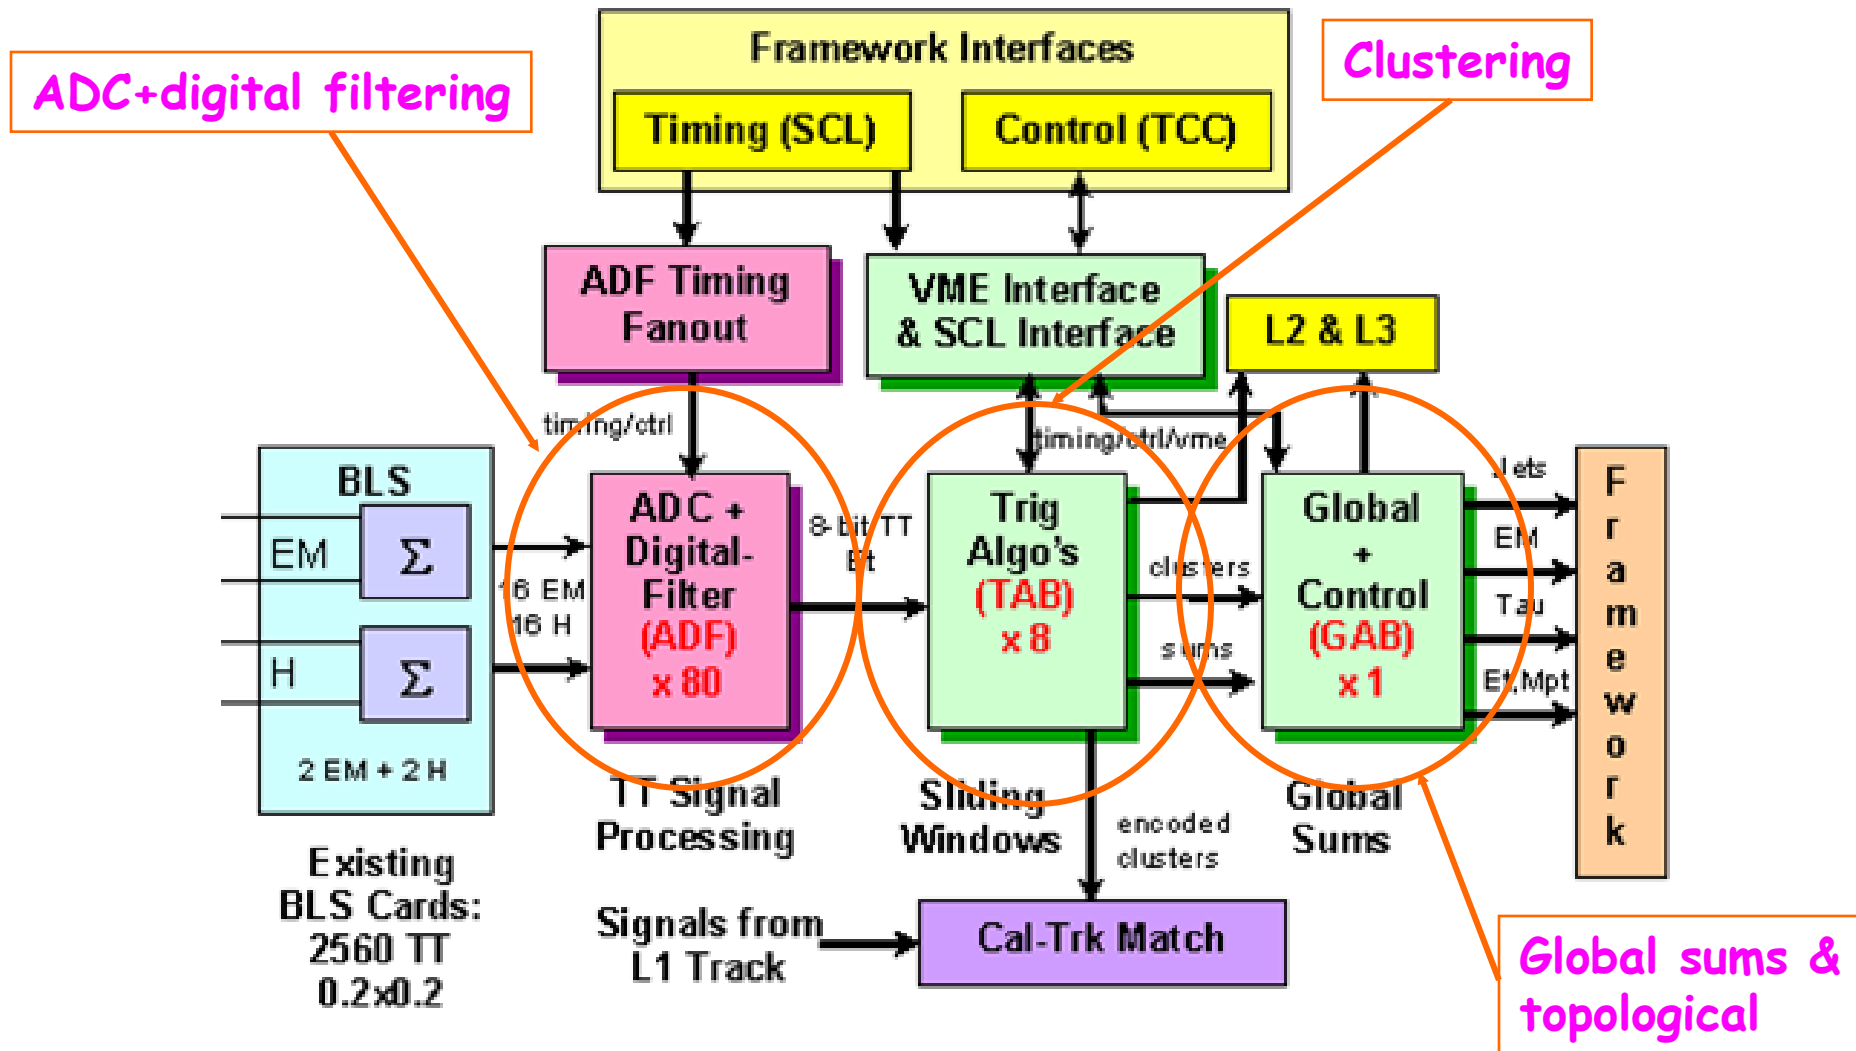 Framework Interfaces
ADC+digital filtering
Clustering
Timing (SCL)
Control (TCC)
ADF Timing
Fanout
VME Interface
& SCL Interface
L2 & L3
timing/ctrl
timing/ctrl/vme
BLS
EM
Σ
H
Σ
2 EM + 2 H
16 EM
16 H
ADC +
Digital-
Filter
(ADF)
x 80
8-bit TT
Et
Trig
Algo's
(TAB)
x 8
clusters
sums
Global
+
Control
(GAB)
x 1
Jets
EM
Tau
Et,Mpt
F
r
a
m
e
w
o
r
k
TT Signal
Processing
Sliding
Windows
Global
Sums
encoded
clusters
Existing
BLS Cards:
2560 TT
0.2x0.2
Signals from
L1 Track
Cal-Trk Match
Global sums &
topological